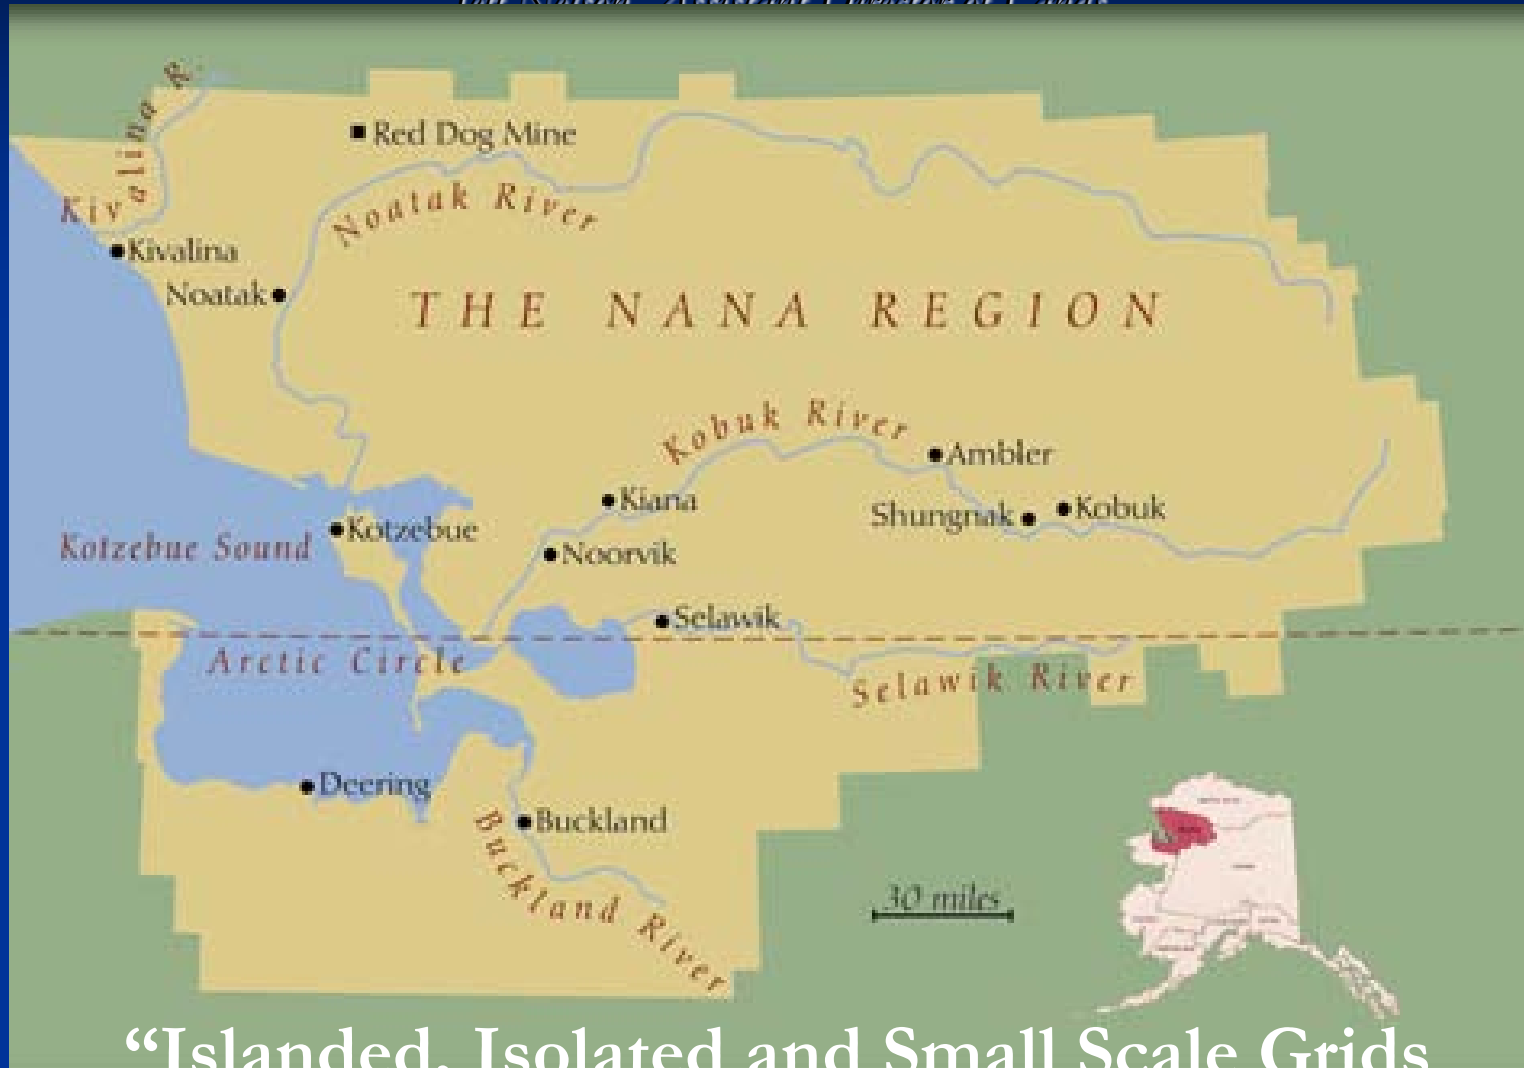 Kivalina R.
Red Dog Mine
Noatak River
Kivalina
Noatak
THE NANA REGION
Kobuk River
Ambler
Kiana
Shungnak
Kobuk
Kotzebue
Kotzebue Sound
Noorvik
Selawik
Arctic Circle
Selawik River
Deering
Buckland
Buckland River
30 miles
“Islanded, Isolated and Small Scale Grids